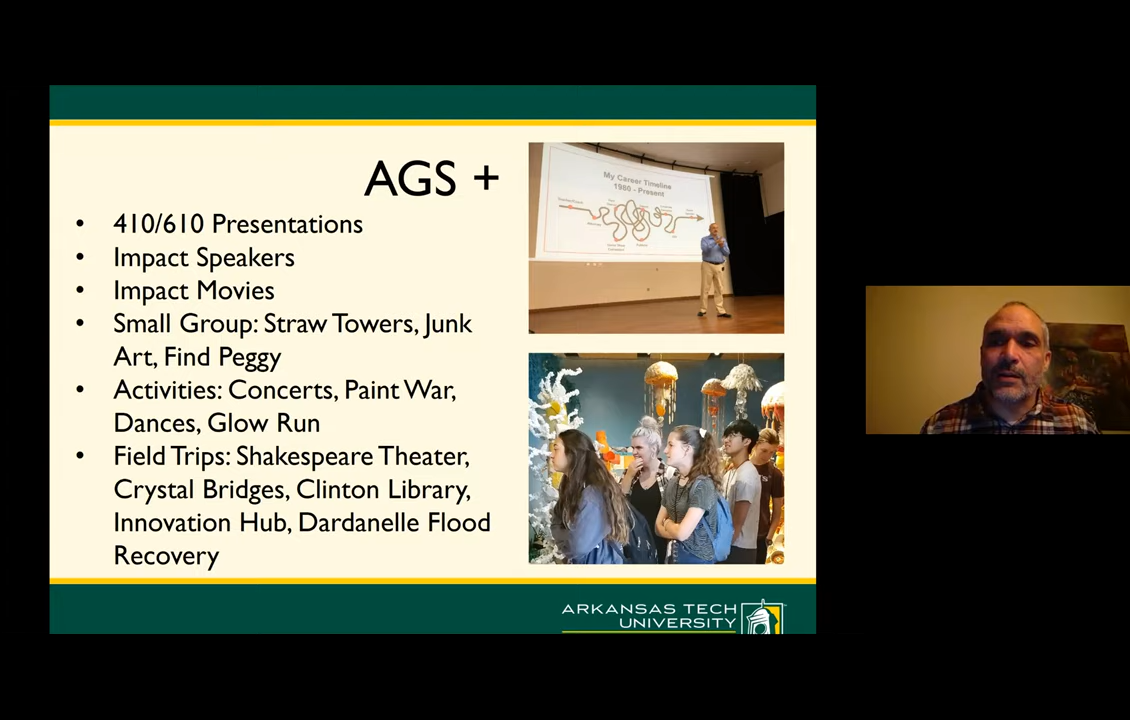 AGS +
• 410/610 Presentations
• Impact Speakers
• Impact Movies
• Small Group: Straw Towers, Junk
Art, Find Peggy
• Activities: Concerts, Paint War,
Dances, Glow Run
• Field Trips: Shakespeare Theater,
Crystal Bridges, Clinton Library,
Innovation Hub, Dardanelle Flood
Recovery
My Career Timeline
1980 - Present
ARKANSAS TECH
UNIVERSITY